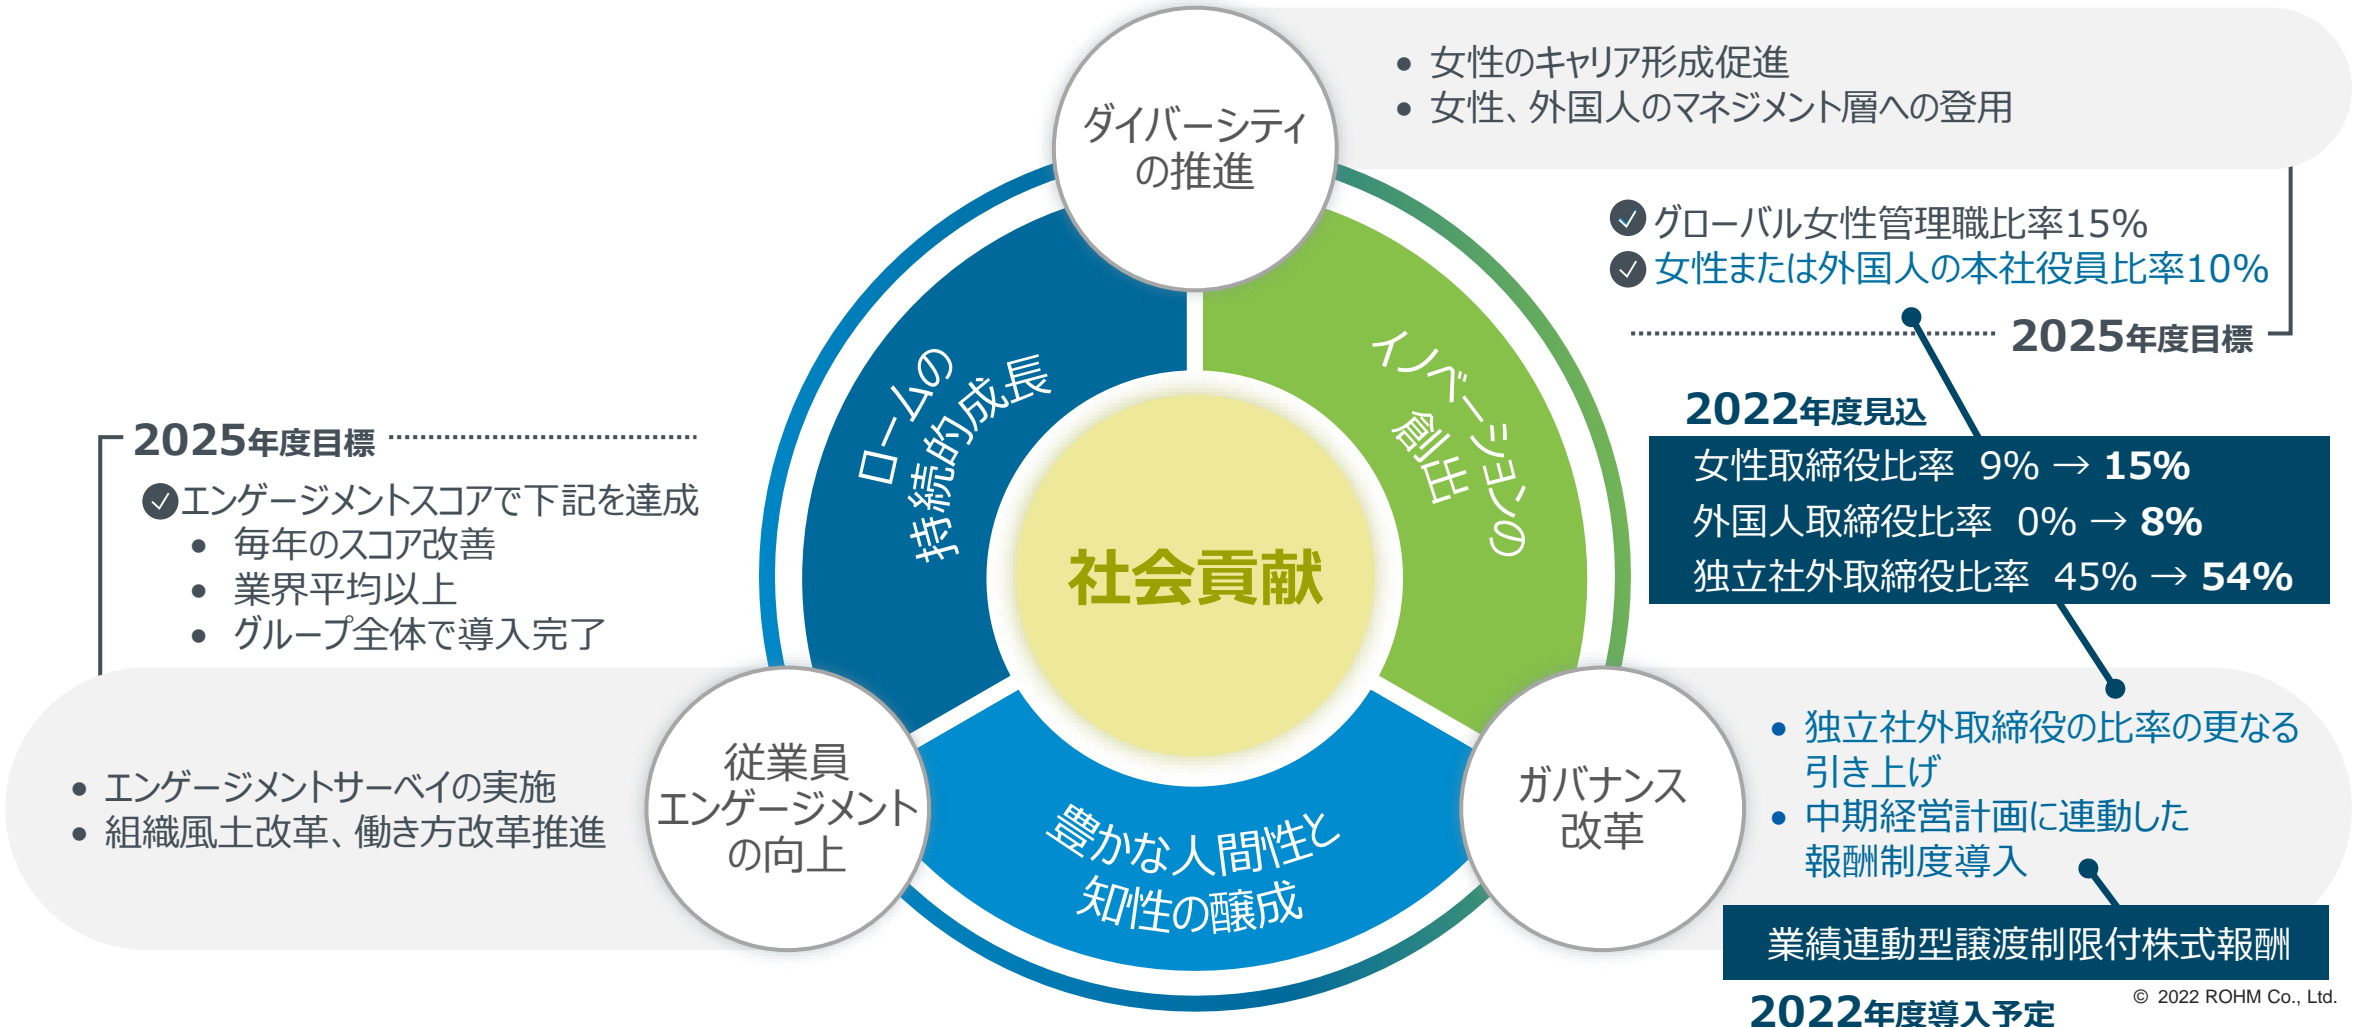 ダイバーシティ
の推進
• 女性のキャリア形成促進
• 女性、外国人のマネジメント層への登用
グローバル女性管理職比率15%
女性または外国人の本社役員比率10%
2025年度目標
2022年度見込
女性取締役比率 9% → 15%
外国人取締役比率 0% → 8%
独立社外取締役比率 45% → 54%
ロームの
持続的成長
イノベーションの
創出
社会貢献
豊かな人間性と
知性の醸成
2025年度目標
エンゲージメントスコアで下記を達成
• 毎年のスコア改善
• 業界平均以上
• グループ全体で導入完了
• エンゲージメントサーベイの実施
• 組織風土改革、働き方改革推進
従業員
エンゲージメント
の向上
ガバナンス
改革
• 独立社外取締役の比率の更なる
引き上げ
• 中期経営計画に連動した
報酬制度導入
業績連動型譲渡制限付株式報酬
2022年度導入予定
© 2022 ROHM Co., Ltd.